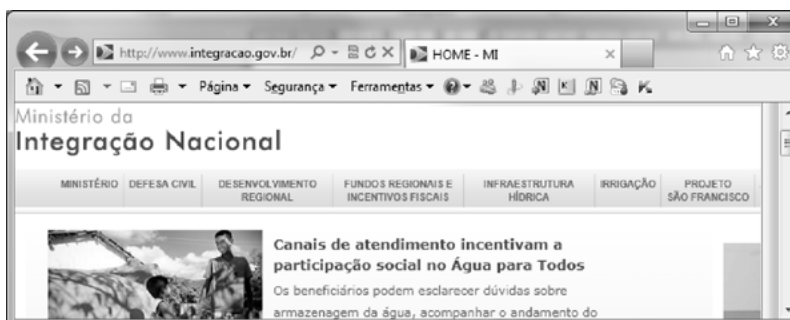 http://www.integracao.gov.br/
HOME - MI
Página Segurança Ferramentas
Ministério da
Integração Nacional
MINISTÉRIO DEFESA CIVIL DESENVOLVIMENTO REGIONAL FUNDOS REGIONAIS E INCENTIVOS FISCAIS INFRAESTRUTURA HÍDRICA IRRIGAÇÃO PROJETO SÃO FRANCISCO
Canais de atendimento incentivam a
participação social no Água para Todos
Os beneficiários podem esclarecer dúvidas sobre
armazenagem da água, acompanhar o andamento do